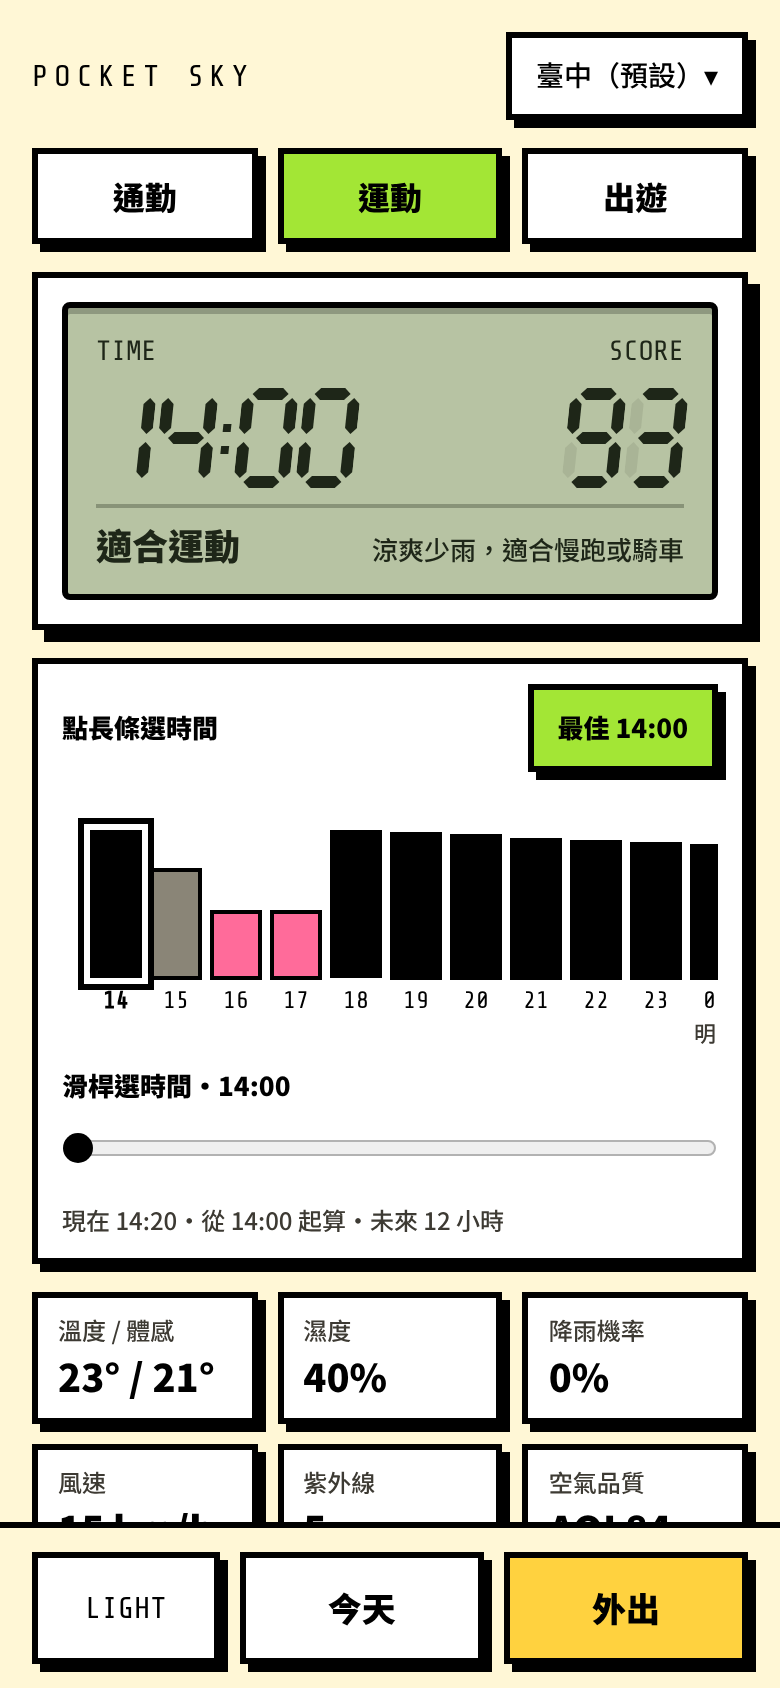 POCKET SKY
臺中（預設）▼
通勤
運動
出遊
TIME
SCORE
14:00
93
適合運動
涼爽少雨，適合慢跑或騎車
點長條選時間
最佳 14:00
14 15 16 17 18 19 20 21 22 23 0
明
滑桿選時間・14:00
現在 14:20・從 14:00 起算・未來 12 小時
溫度 / 體感
23° / 21°
濕度
40%
降雨機率
0%
風速
紫外線
空氣品質
LIGHT
今天
外出